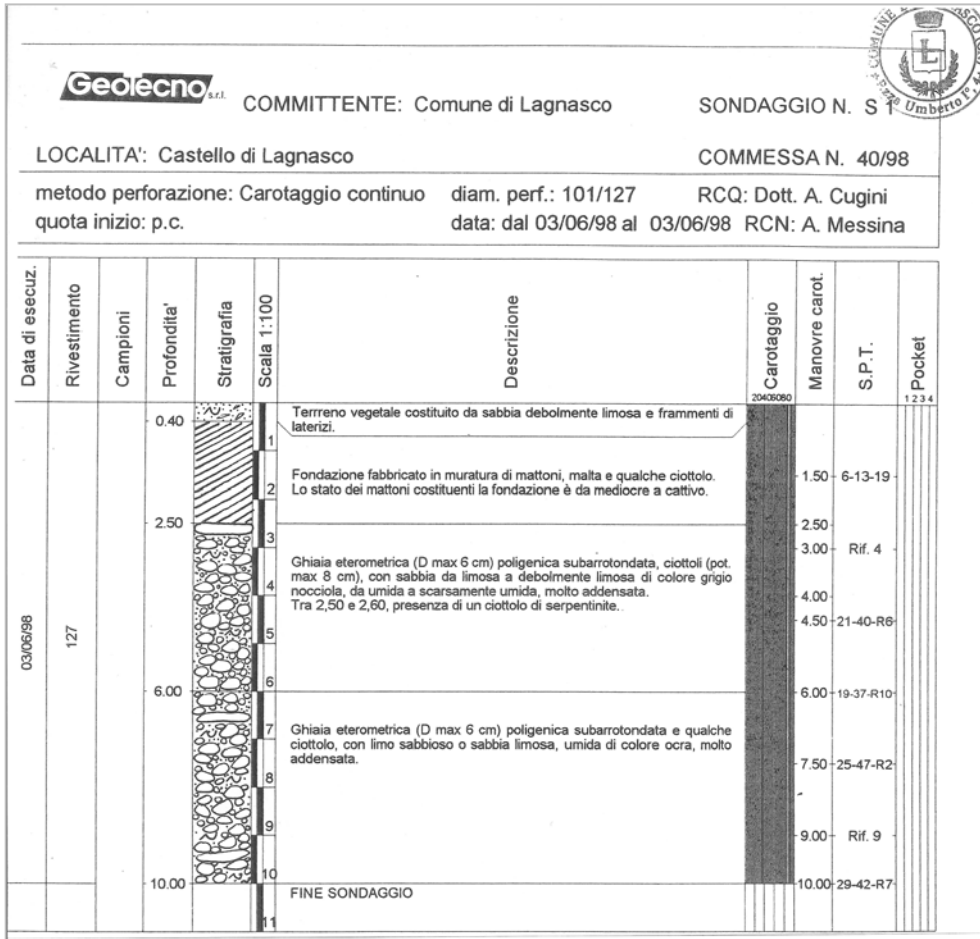 GeoTecno s.r.l.
COMMITTENTE: Comune di Lagnasco
SONDAGGIO N. S 1
COMUNE
Umberto I°
LOCALITA': Castello di Lagnasco
COMMESSA N. 40/98
metodo perforazione: Carotaggio continuo
diam. perf.: 101/127
RCQ: Dott. A. Cugini
quota inizio: p.c.
data: dal 03/06/98 al 03/06/98
RCN: A. Messina
Data di esecuz.
Rivestimento
Campioni
Profondita'
Stratigrafia
Scala 1:100
Descrizione
Carotaggio
20406080
Manovre carot.
S.P.T.
Pocket
1 2 3 4
03/06/98
127
0.40
2.50
6.00
10.00
1
2
3
4
5
6
7
8
9
10
11
Terrreno vegetale costituito da sabbia debolmente limosa e frammenti di
laterizi.
Fondazione fabbricato in muratura di mattoni, malta e qualche ciottolo.
Lo stato dei mattoni costituenti la fondazione è da mediocre a cattivo.
Ghiaia eterometrica (D max 6 cm) poligenica subarrotondata, ciottoli (pot.
max 8 cm), con sabbia da limosa a debolmente limosa di colore grigio
nocciola, da umida a scarsamente umida, molto addensata.
Tra 2,50 e 2,60, presenza di un ciottolo di serpentinite.
Ghiaia eterometrica (D max 6 cm) poligenica subarrotondata e qualche
ciottolo, con limo sabbioso o sabbia limosa, umida di colore ocra, molto
addensata.
FINE SONDAGGIO
1.50 6-13-19
2.50
3.00 Rif. 4
4.00
4.50 21-40-R6
6.00 19-37-R10
7.50 25-47-R2
9.00 Rif. 9
10.00 29-42-R7